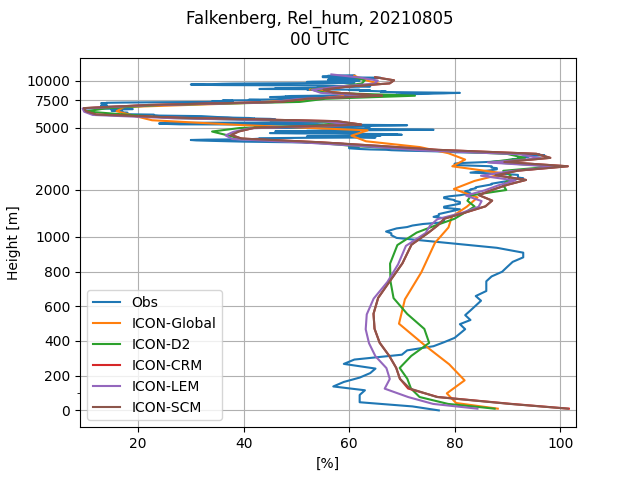 Falkenberg, Rel_hum, 20210805
00 UTC
Height [m]
10000
7500
5000
2000
1000
800
600
400
200
0
Obs
ICON-Global
ICON-D2
ICON-CRM
ICON-LEM
ICON-SCM
20 40 60 80 100
[%]